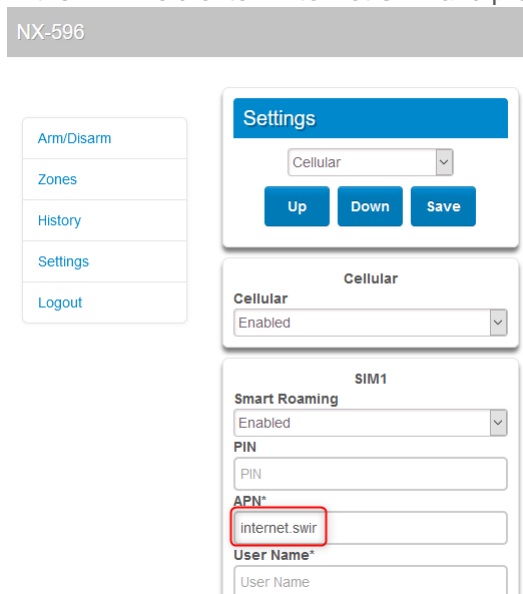 NX-596
Arm/Disarm
Zones
History
Settings
Logout
Settings
Cellular
Up Down Save
Cellular
Cellular
Enabled
SIM1
Smart Roaming
Enabled
PIN
PIN
APN*
internet.swir
User Name*
User Name